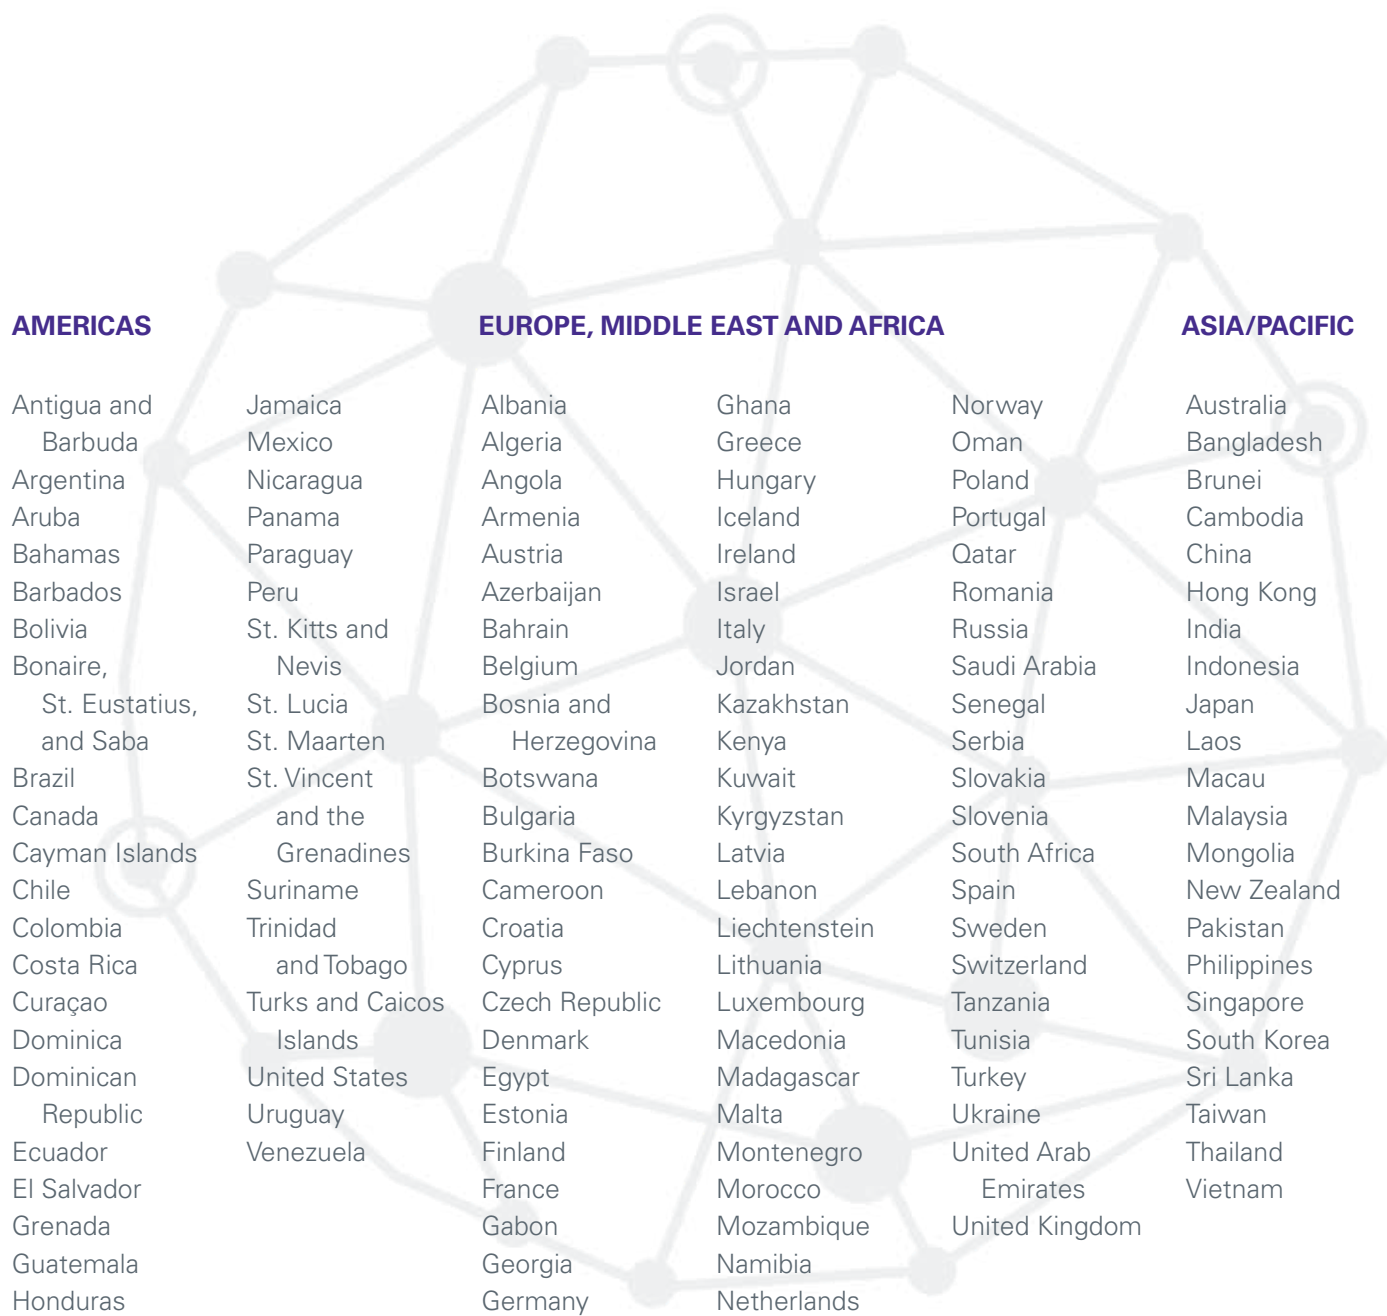 AMERICAS
Antigua and
Barbuda
Argentina
Aruba
Bahamas
Barbados
Bolivia
Bonaire,
St. Eustatius,
and Saba
Brazil
Canada
Cayman Islands
Chile
Colombia
Costa Rica
Curaçao
Dominica
Dominican
Republic
Ecuador
El Salvador
Grenada
Guatemala
Honduras
Jamaica
Mexico
Nicaragua
Panama
Paraguay
Peru
St. Kitts and
Nevis
St. Lucia
St. Maarten
St. Vincent
and the
Grenadines
Suriname
Trinidad
and Tobago
Turks and Caicos
Islands
United States
Uruguay
Venezuela
EUROPE, MIDDLE EAST AND AFRICA
Albania
Algeria
Angola
Armenia
Austria
Azerbaijan
Bahrain
Belgium
Bosnia and
Herzegovina
Botswana
Bulgaria
Burkina Faso
Cameroon
Croatia
Cyprus
Czech Republic
Denmark
Egypt
Estonia
Finland
France
Gabon
Georgia
Germany
Ghana
Greece
Hungary
Iceland
Ireland
Israel
Italy
Jordan
Kazakhstan
Kenya
Kuwait
Kyrgyzstan
Latvia
Lebanon
Liechtenstein
Lithuania
Luxembourg
Macedonia
Madagascar
Malta
Montenegro
Morocco
Mozambique
Namibia
Netherlands
Norway
Oman
Poland
Portugal
Qatar
Romania
Russia
Saudi Arabia
Senegal
Serbia
Slovakia
Slovenia
South Africa
Spain
Sweden
Switzerland
Tanzania
Tunisia
Turkey
Ukraine
United Arab
Emirates
United Kingdom
ASIA/PACIFIC
Australia
Bangladesh
Brunei
Cambodia
China
Hong Kong
India
Indonesia
Japan
Laos
Macau
Malaysia
Mongolia
New Zealand
Pakistan
Philippines
Singapore
South Korea
Sri Lanka
Taiwan
Thailand
Vietnam